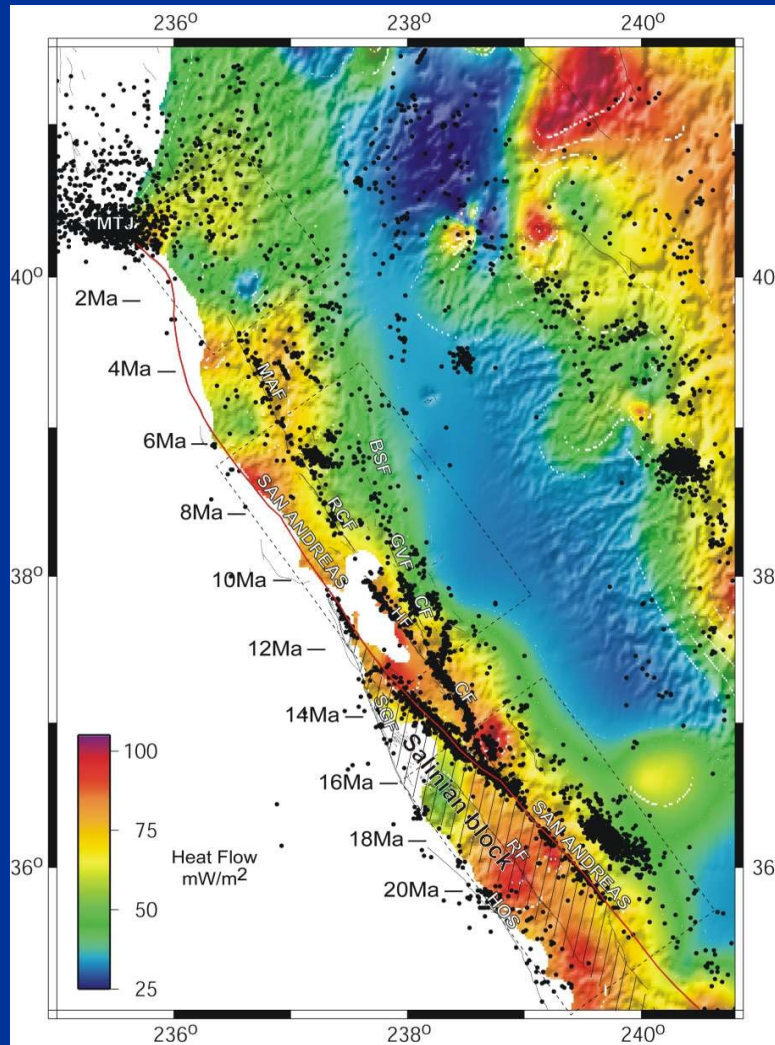 236° 238° 240°
MTJ
40° 40
2Ma
4Ma
MAF
6Ma
BSF
SAN ANDREAS
8Ma
RCF
GVF
38° 38
10Ma
CF
HF
12Ma
CF
SGF
14Ma
Salinian block
16Ma
100
SAN ANDREAS
75
18Ma
RF
Heat Flow
mW/m²
36° 36
20Ma
HOS
50
25
236° 238° 240°